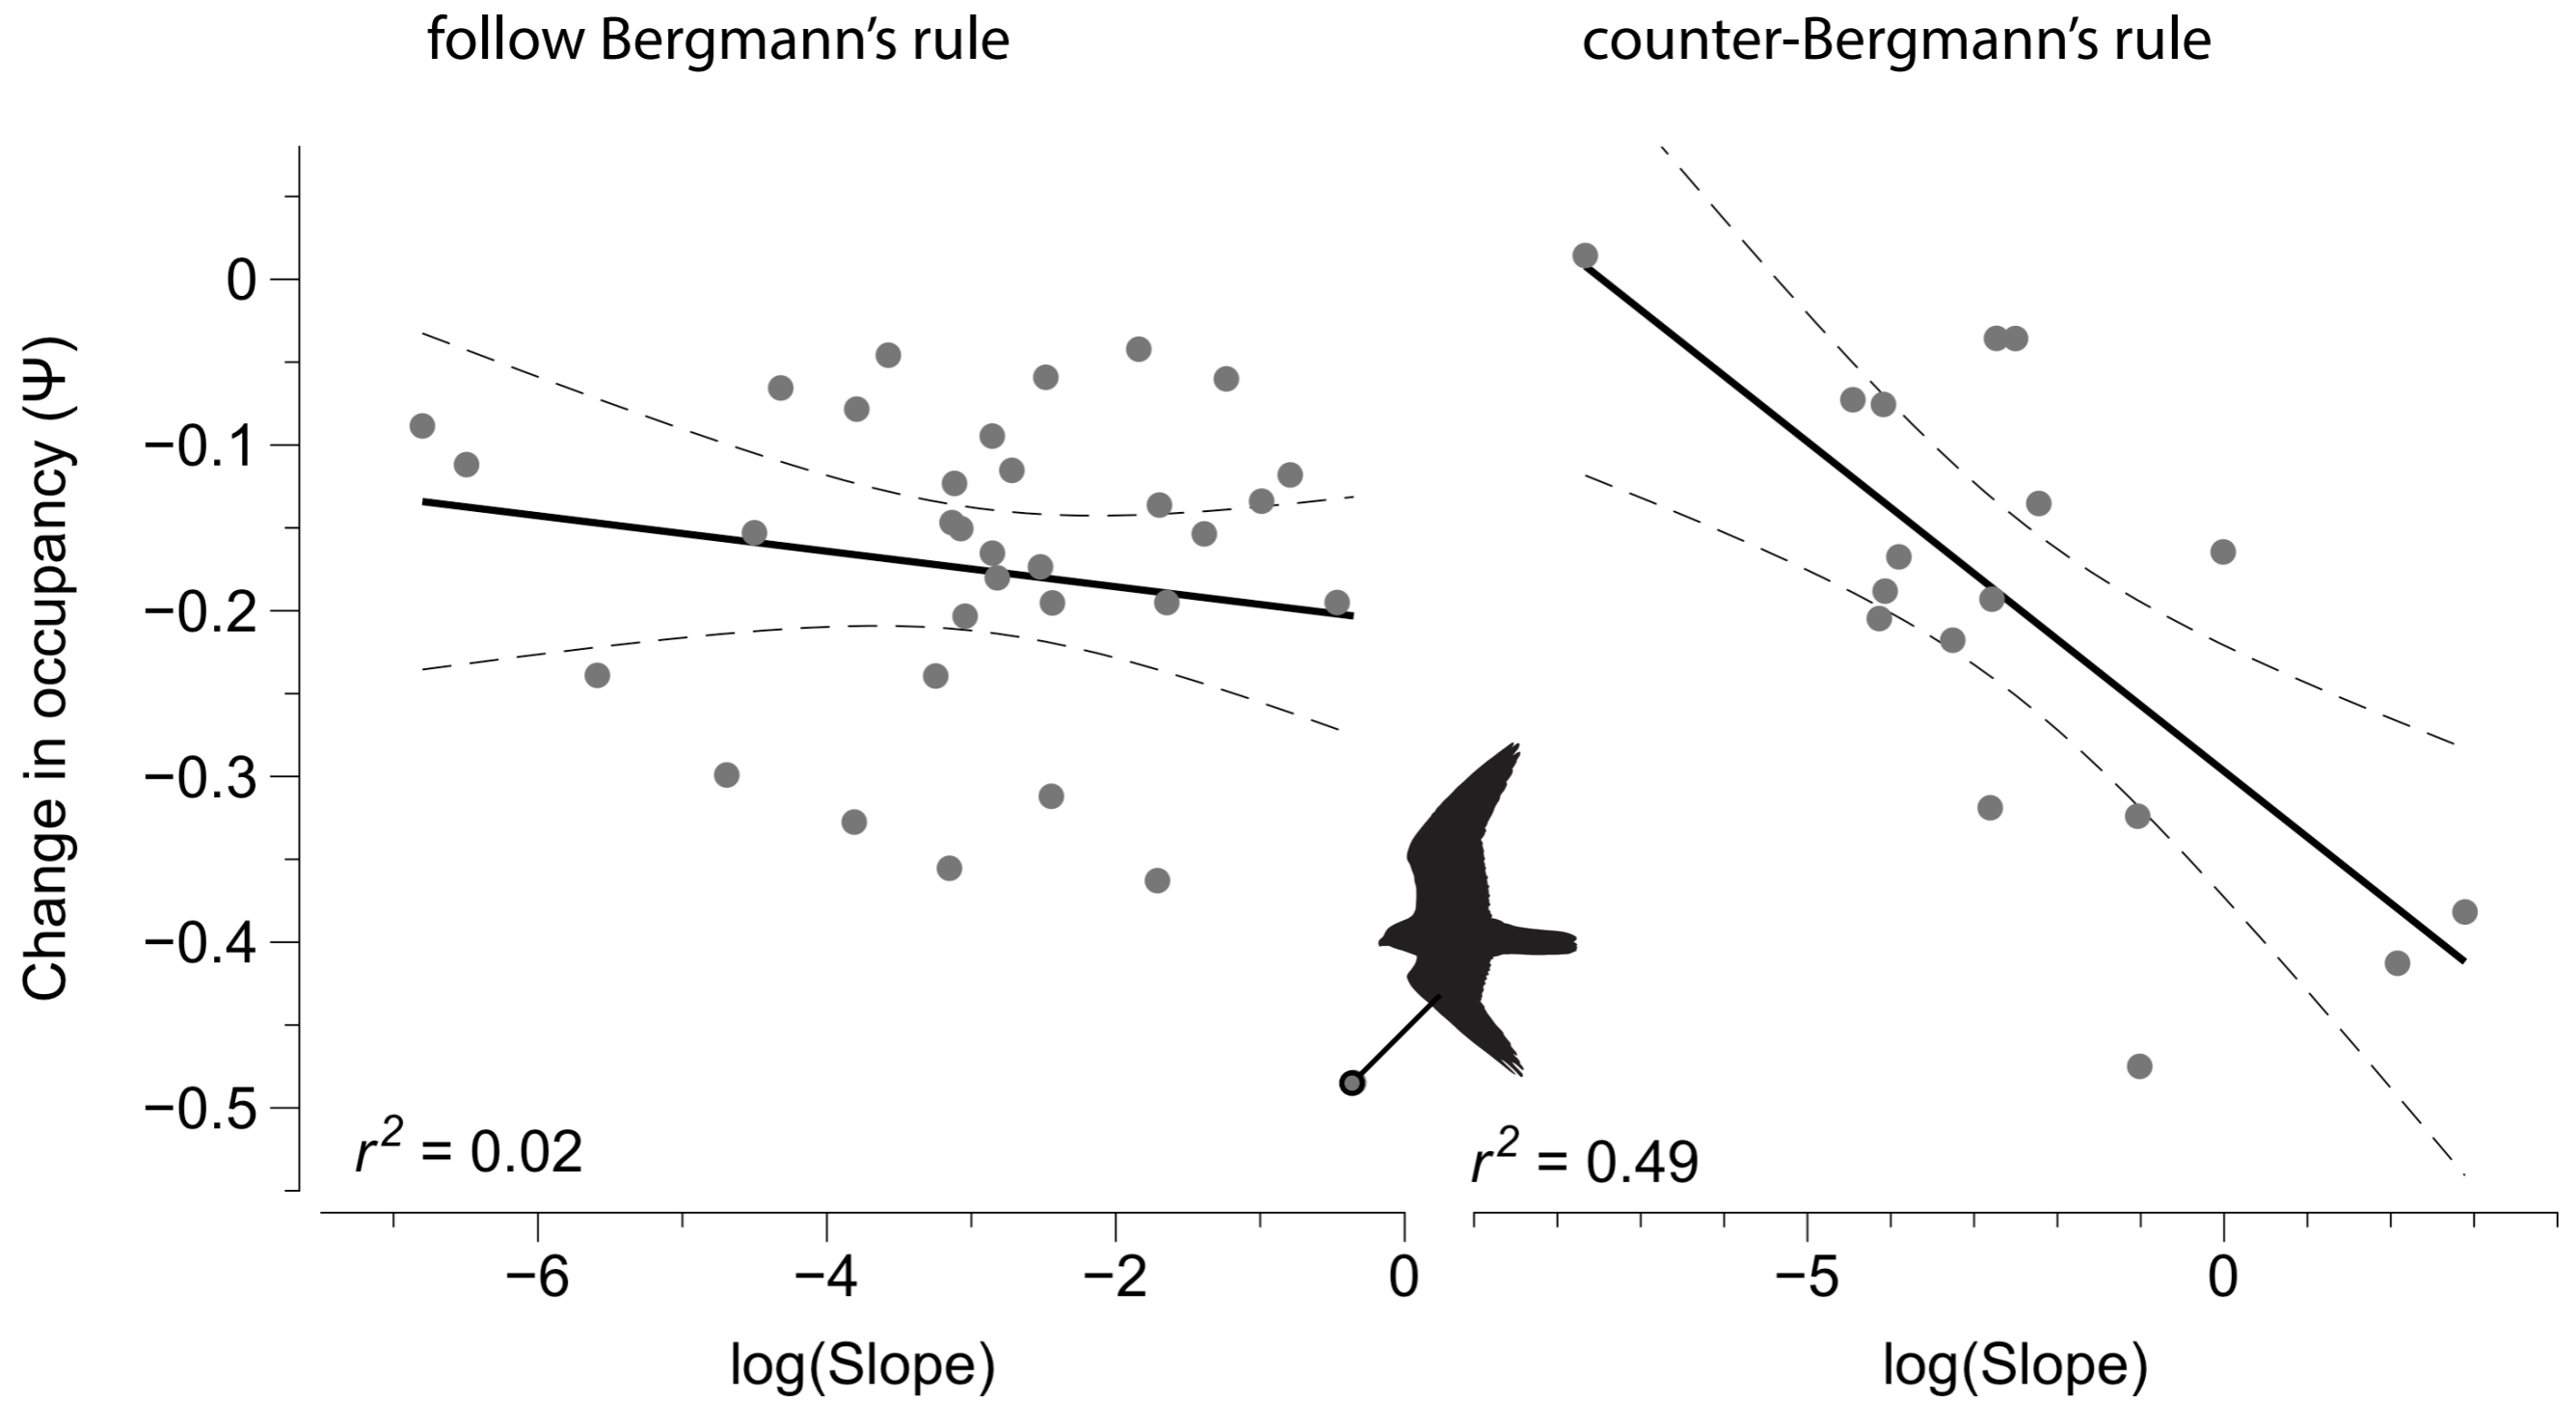 follow Bergmann’s rule
counter-Bergmann’s rule
Change in occupancy (Ψ)
0
−0.1
−0.2
−0.3
−0.4
−0.5
r² = 0.02
r² = 0.49
−6 −4 −2 0
−5 0
log(Slope)
log(Slope)